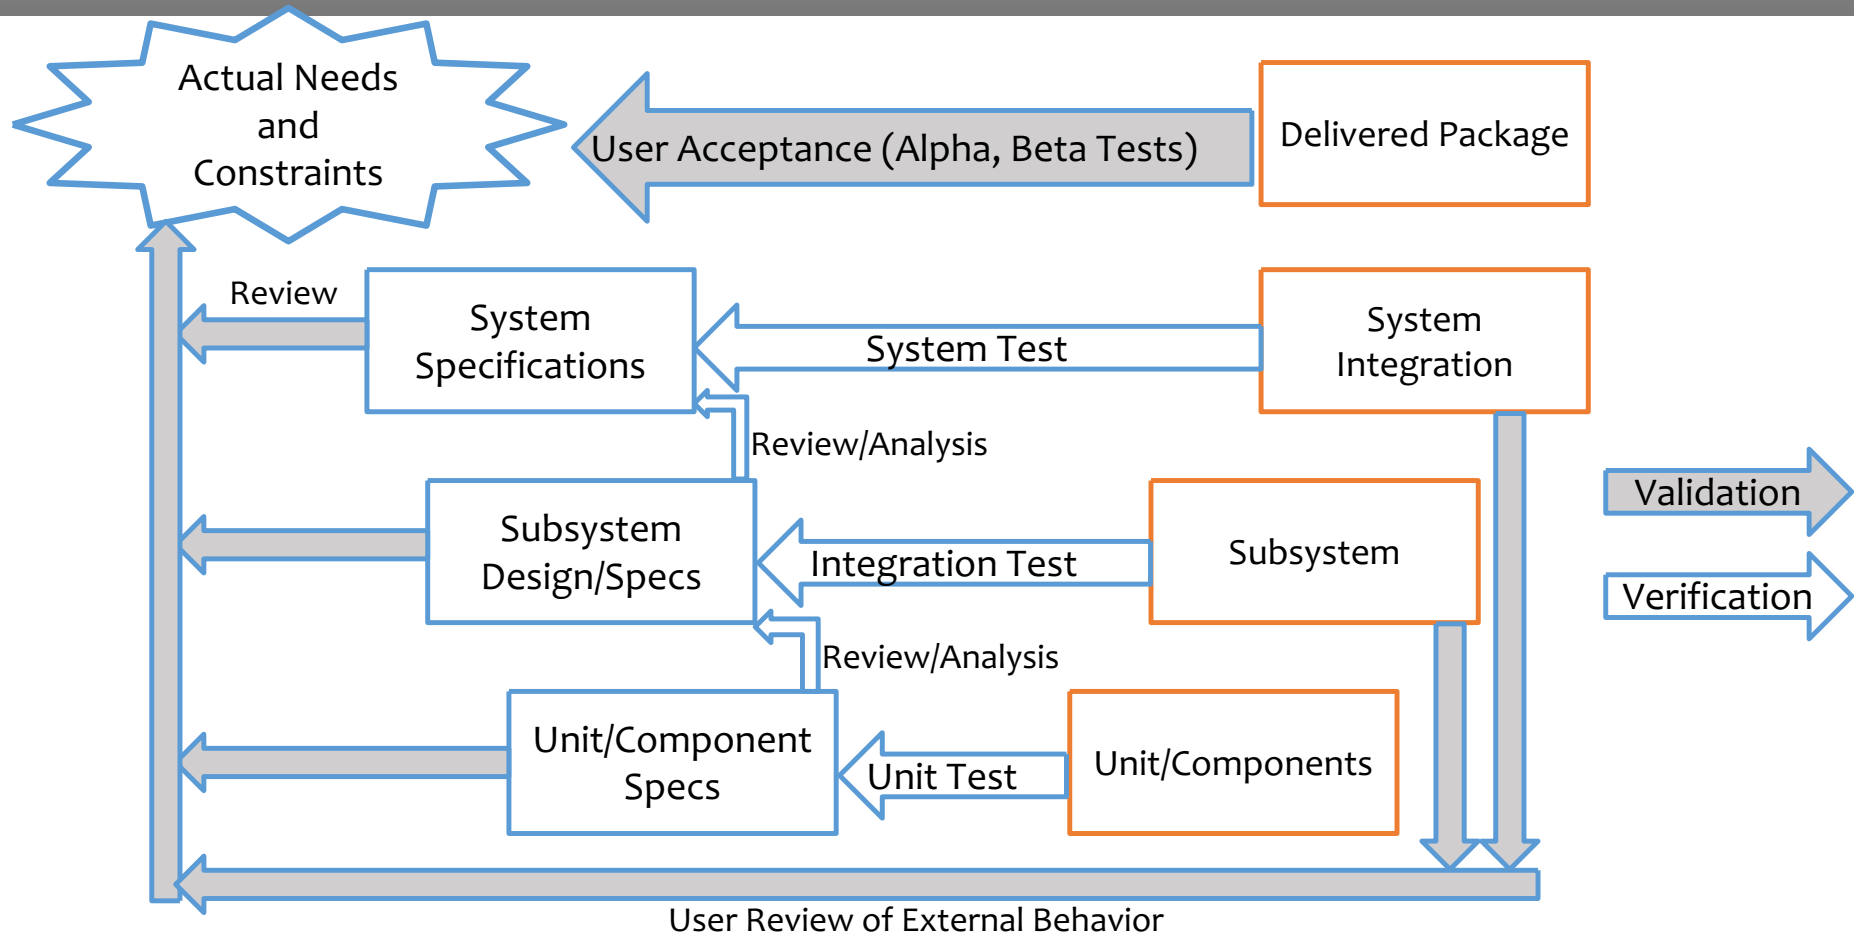 Actual Needs
and
Constraints
User Acceptance (Alpha, Beta Tests)
Delivered Package
Review
System
Specifications
System Test
System
Integration
Review/Analysis
Subsystem
Design/Specs
Integration Test
Subsystem
Validation
Verification
Review/Analysis
Unit/Component
Specs
Unit Test
Unit/Components
User Review of External Behavior